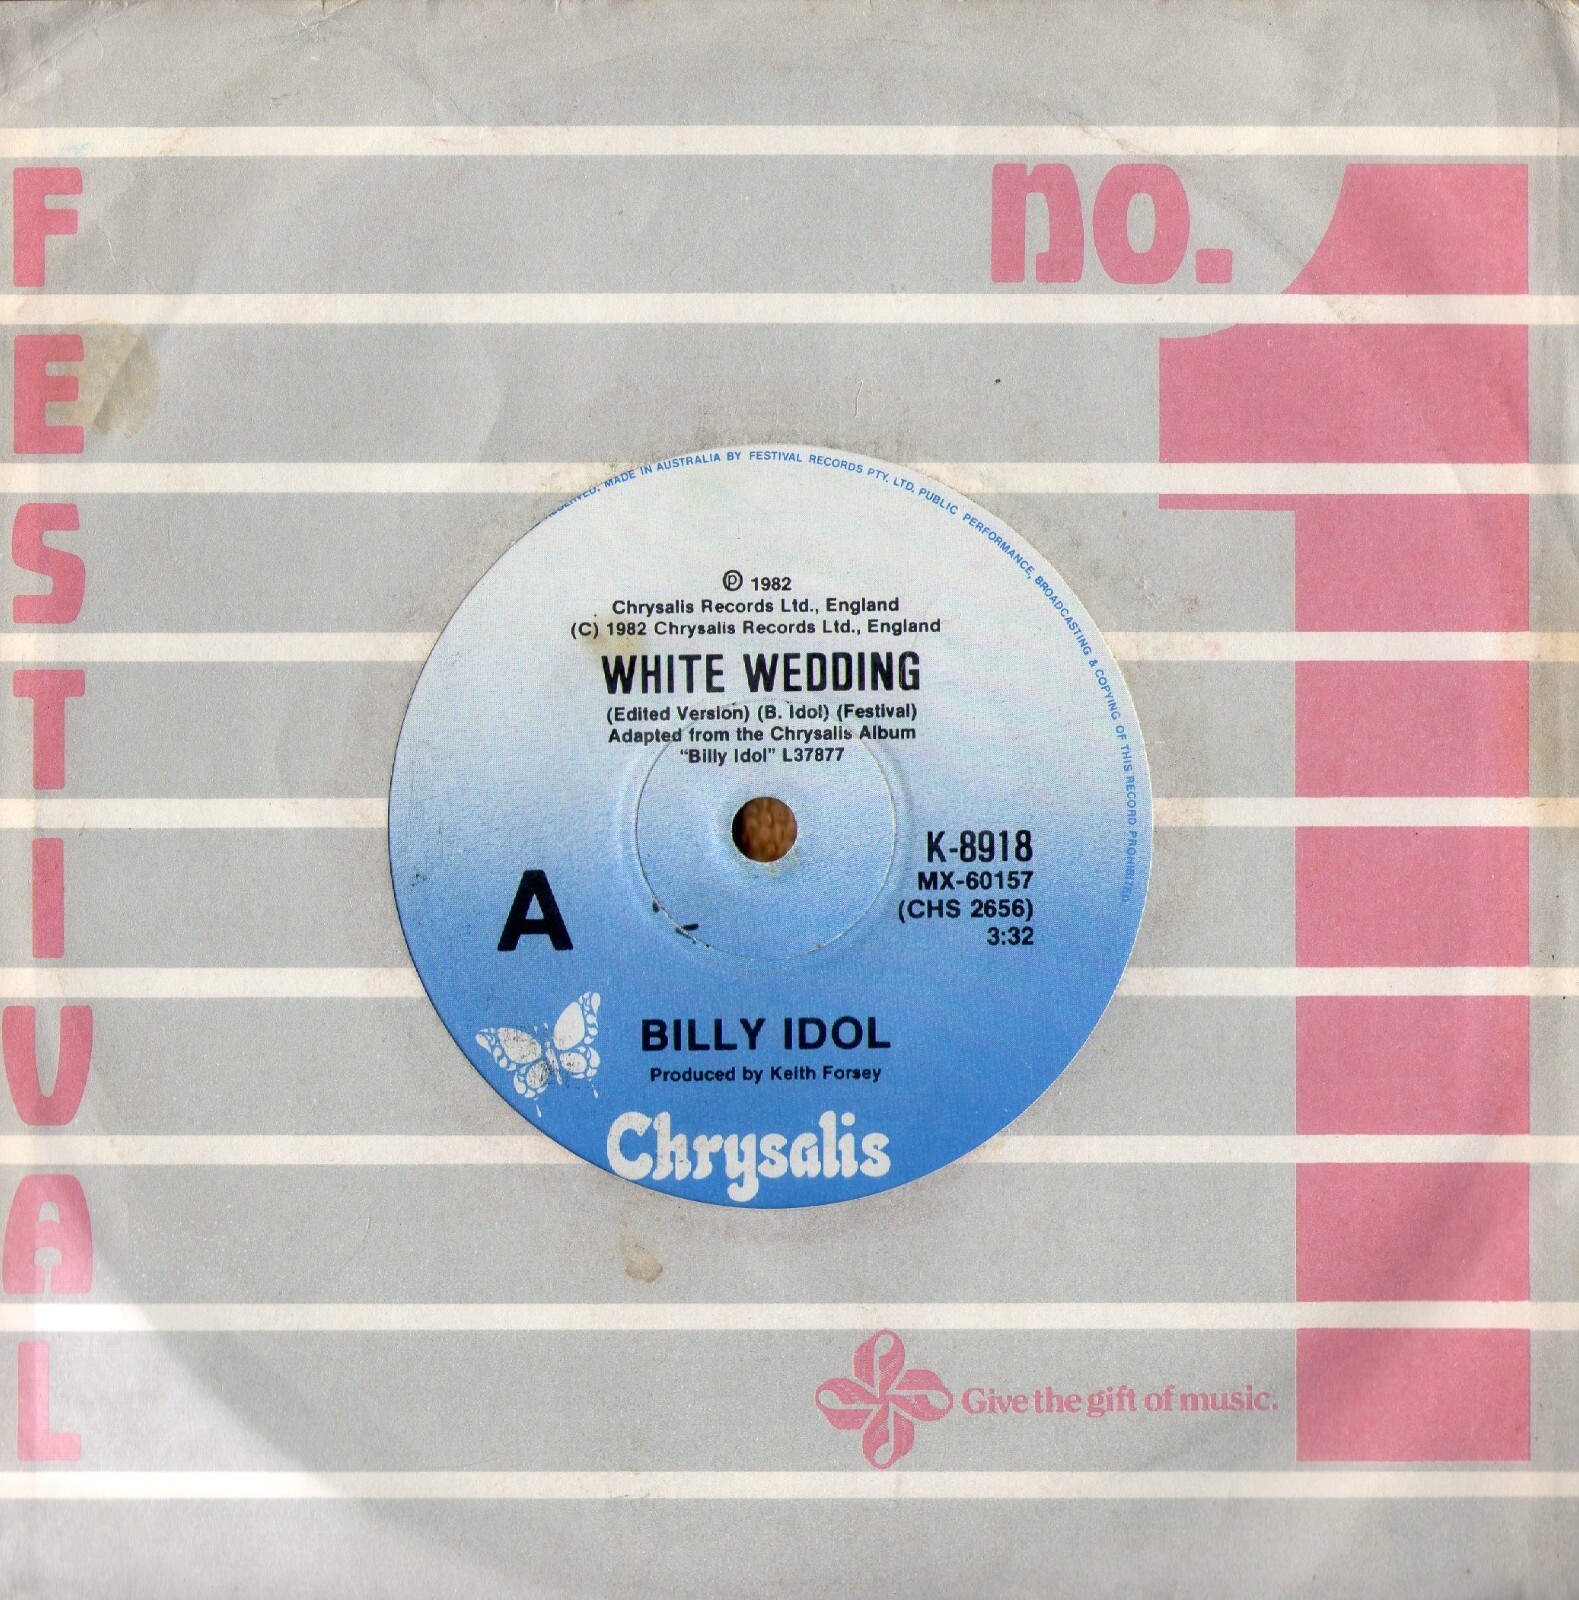 FESTIVAL
no. 1
RESERVED. MADE IN AUSTRALIA BY FESTIVAL RECORDS PTY. LTD. PUBLIC PERFORMANCE, BROADCASTING & COPYING OF THIS RECORD PROHIBITED
℗ 1982
Chrysalis Records Ltd., England
(C) 1982 Chrysalis Records Ltd., England
WHITE WEDDING
(Edited Version) (B. Idol) (Festival)
Adapted from the Chrysalis Album
“Billy Idol” L37877
K-8918
MX-60157
(CHS 2656)
3:32
A
BILLY IDOL
Produced by Keith Forsey
Chrysalis
Give the gift of music.